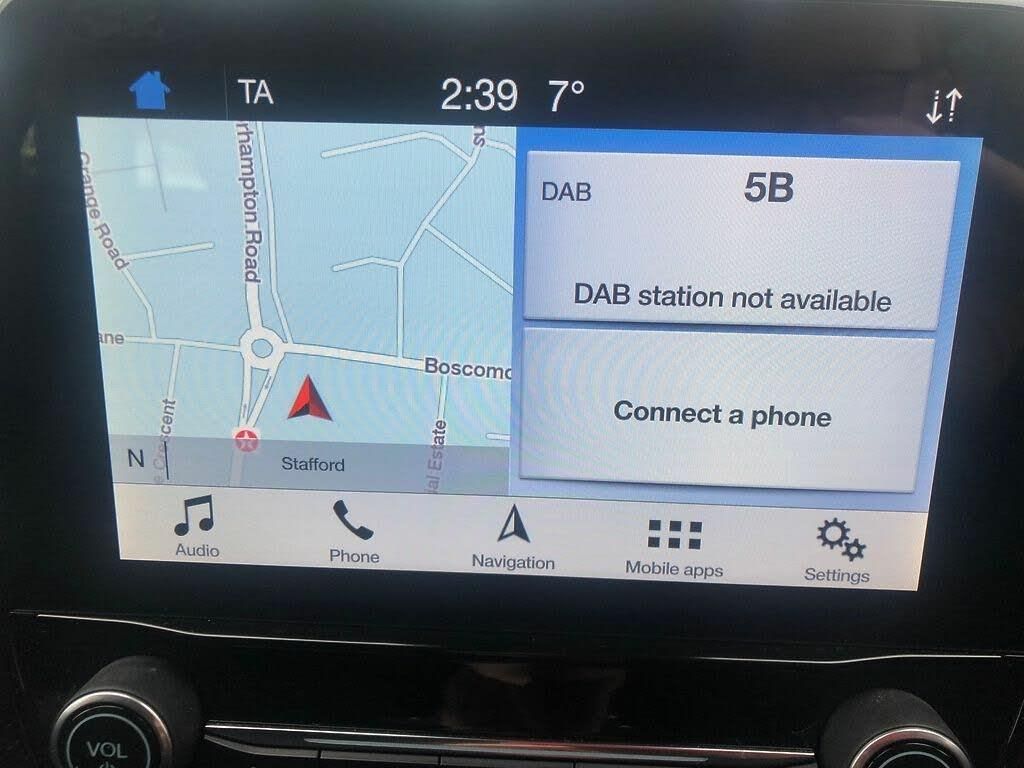 TA
2:39 7°
Grange Road
rhampton Road
DAB
5B
DAB station not available
ane
Boscomo
Connect a phone
N
Stafford
ial Estate
Audio
Phone
Navigation
Mobile apps
Settings
VOL